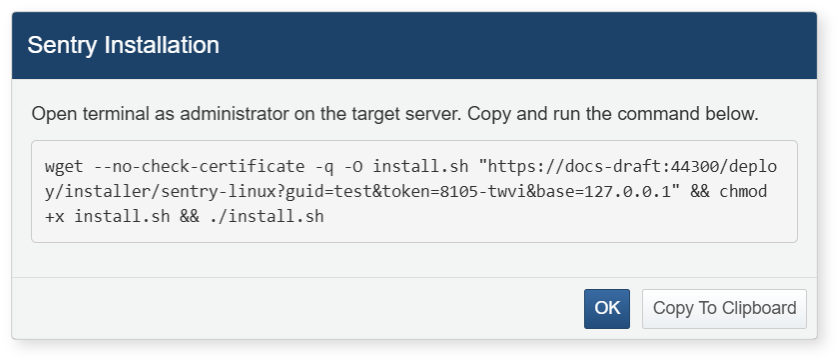 Sentry Installation
Open terminal as administrator on the target server. Copy and run the command below.
wget --no-check-certificate -q -O install.sh "https://docs-draft:44300/deplo
y/installer/sentry-linux?guid=test&token=8105-twvi&base=127.0.0.1" && chmod
+x install.sh && ./install.sh
OK
Copy To Clipboard